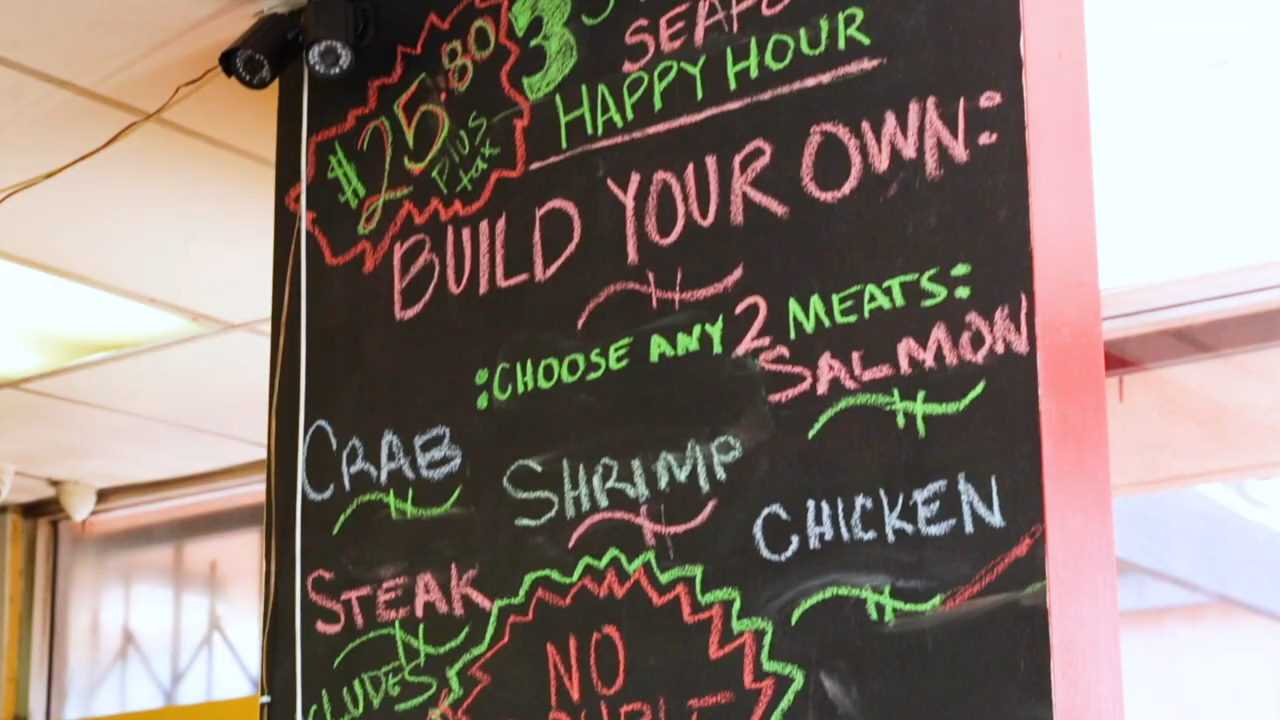 $25.80
plus
tax
3
HAPPY HOUR
BUILD YOUR OWN:
:CHOOSE ANY 2 MEATS:
SALMON
CRAB
SHRIMP
CHICKEN
STEAK
NO